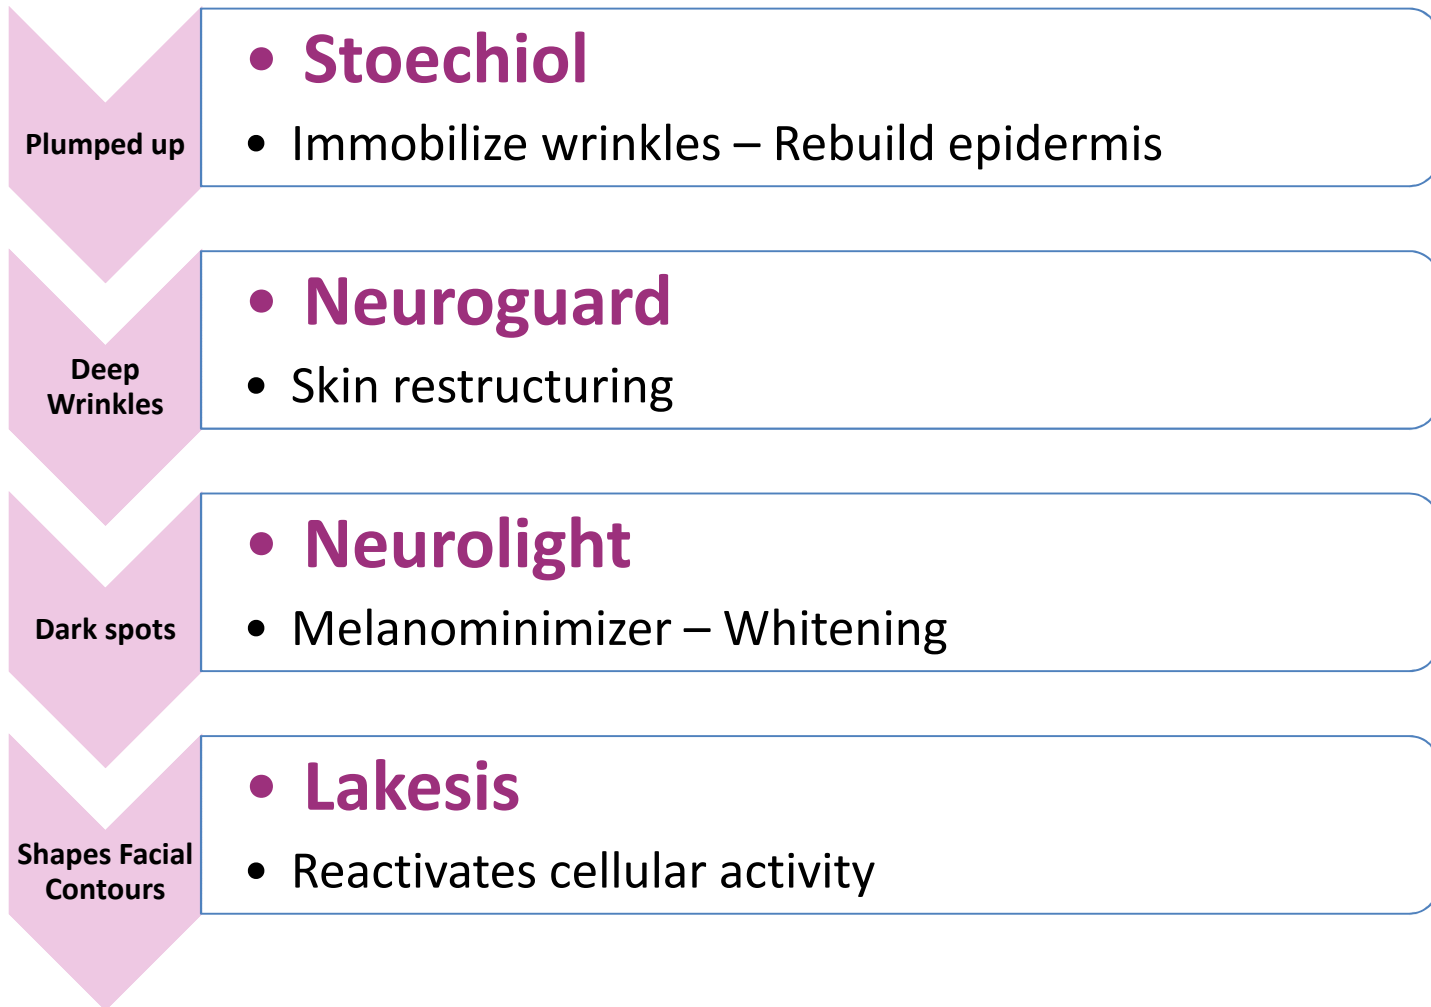 Plumped up
• Stoechiol
• Immobilize wrinkles – Rebuild epidermis
Deep
Wrinkles
• Neuroguard
• Skin restructuring
Dark spots
• Neurolight
• Melanominimizer – Whitening
Shapes Facial
Contours
• Lakesis
• Reactivates cellular activity